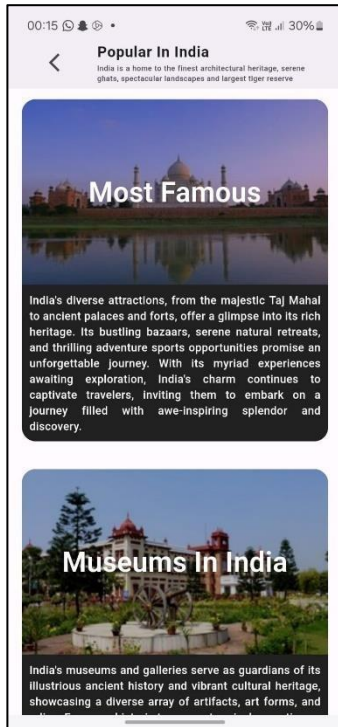 00:15
30%
Popular In India
India is a home to the finest architectural heritage, serene
ghats, spectacular landscapes and largest tiger reserve
Most Famous
India's diverse attractions, from the majestic Taj Mahal
to ancient palaces and forts, offer a glimpse into its rich
heritage. Its bustling bazaars, serene natural retreats,
and thrilling adventure sports opportunities promise an
unforgettable journey. With its myriad experiences
awaiting exploration, India's charm continues to
captivate travelers, inviting them to embark on a
journey filled with awe-inspiring splendor and
discovery.
Museums In India
India's museums and galleries serve as guardians of its
illustrious ancient history and vibrant cultural heritage,
showcasing a diverse array of artifacts, art forms, and